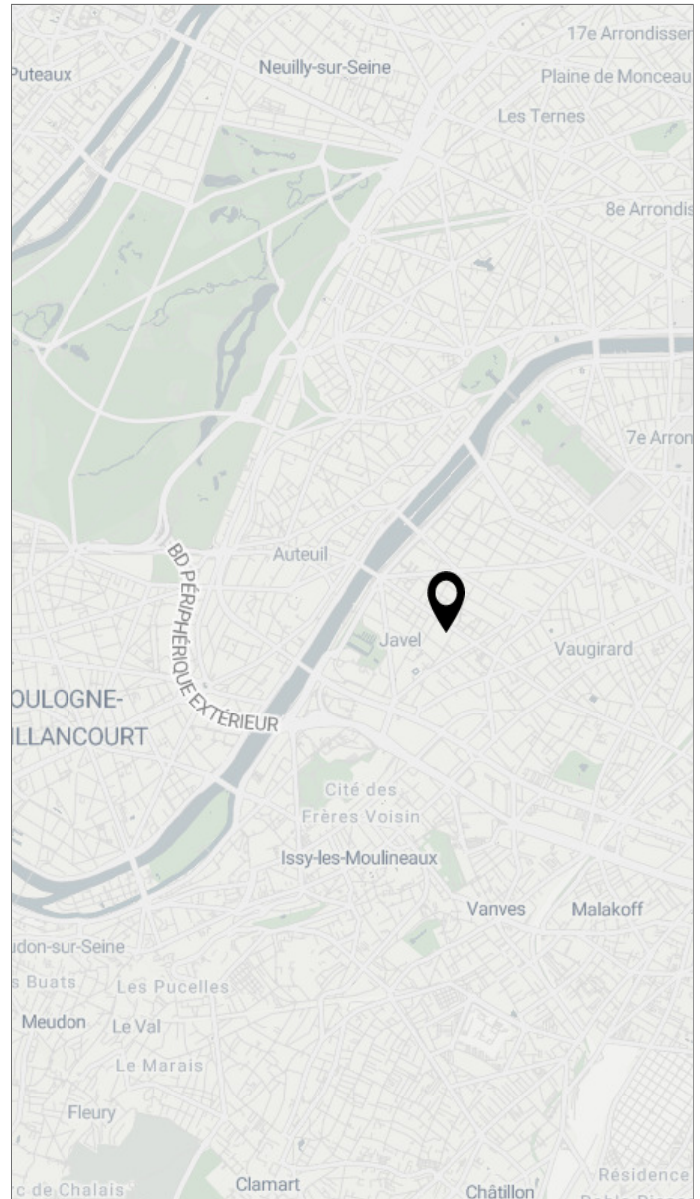 17e Arrondisser
Puteaux
Neuilly-sur-Seine
Plaine de Monceau
Les Ternes
8e Arrondis
7e Arron
BD PÉRIPHÉRIQUE EXTÉRIEUR
Auteuil
Javel
Vaugirard
OULOGNE-
ILLANCOURT
Cité des
Frères Voisin
Issy-les-Moulineaux
Vanves
Malakoff
udon-sur-Seine
s Buats
Les Pucelles
Meudon
Le Val
Le Marais
Fleury
rc de Chalais
Clamart
Châtillon
Résidence